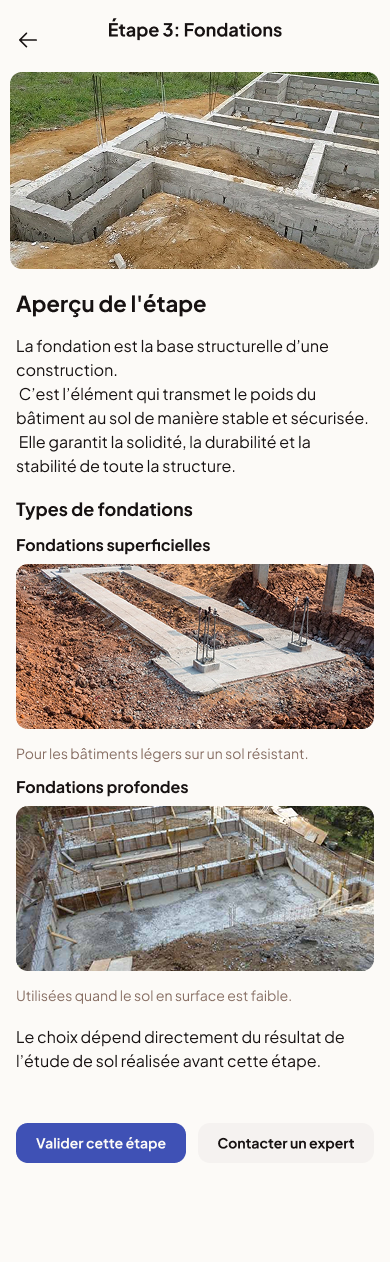 Étape 3: Fondations
Aperçu de l'étape
La fondation est la base structurelle d’une
construction.
C’est l’élément qui transmet le poids du
bâtiment au sol de manière stable et sécurisée.
Elle garantit la solidité, la durabilité et la
stabilité de toute la structure.
Types de fondations
Fondations superficielles
Pour les bâtiments légers sur un sol résistant.
Fondations profondes
Utilisées quand le sol en surface est faible.
Le choix dépend directement du résultat de
l’étude de sol réalisée avant cette étape.
Valider cette étape
Contacter un expert